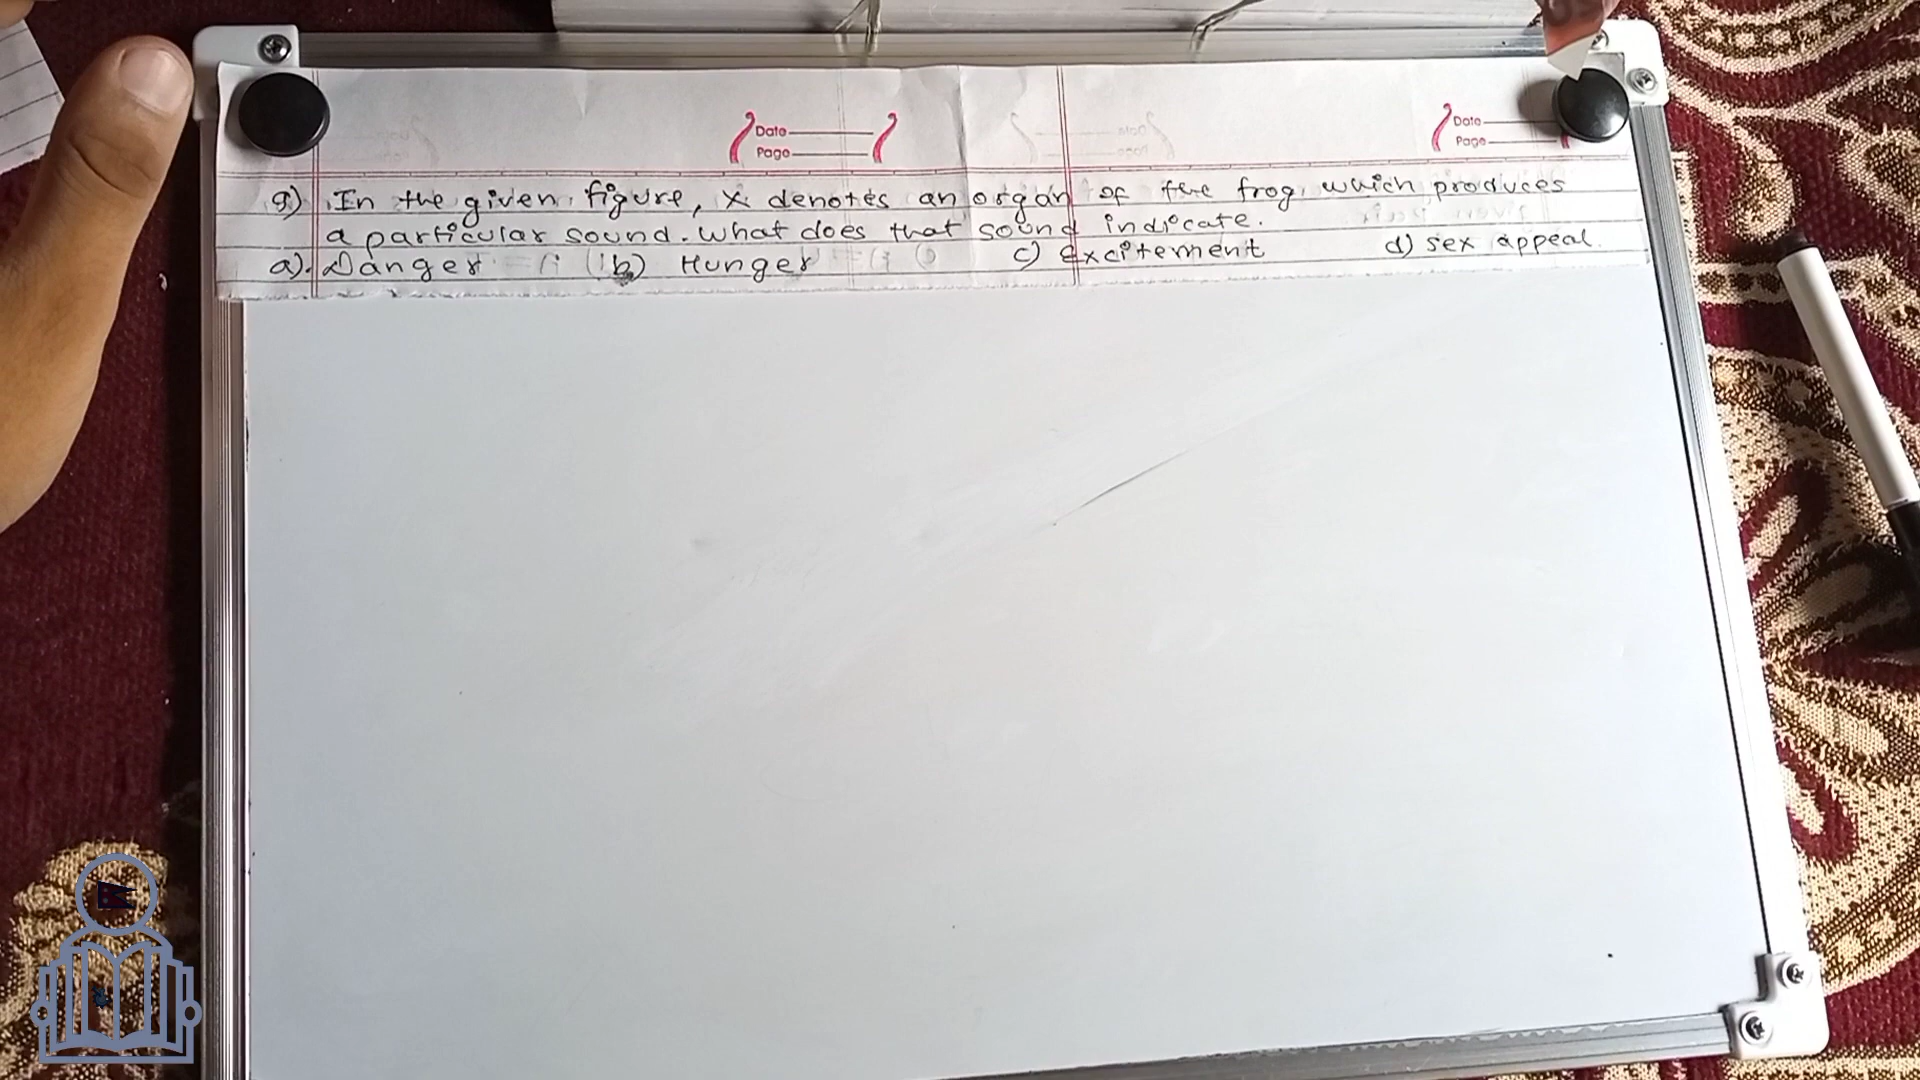 Date
Page
Date
Page
g) In the given figure, X denotes an organ of the frog which produces
a particular sound. What does that sound indicate.
a). Danger b) Hunger c) Excitement d) sex appeal.